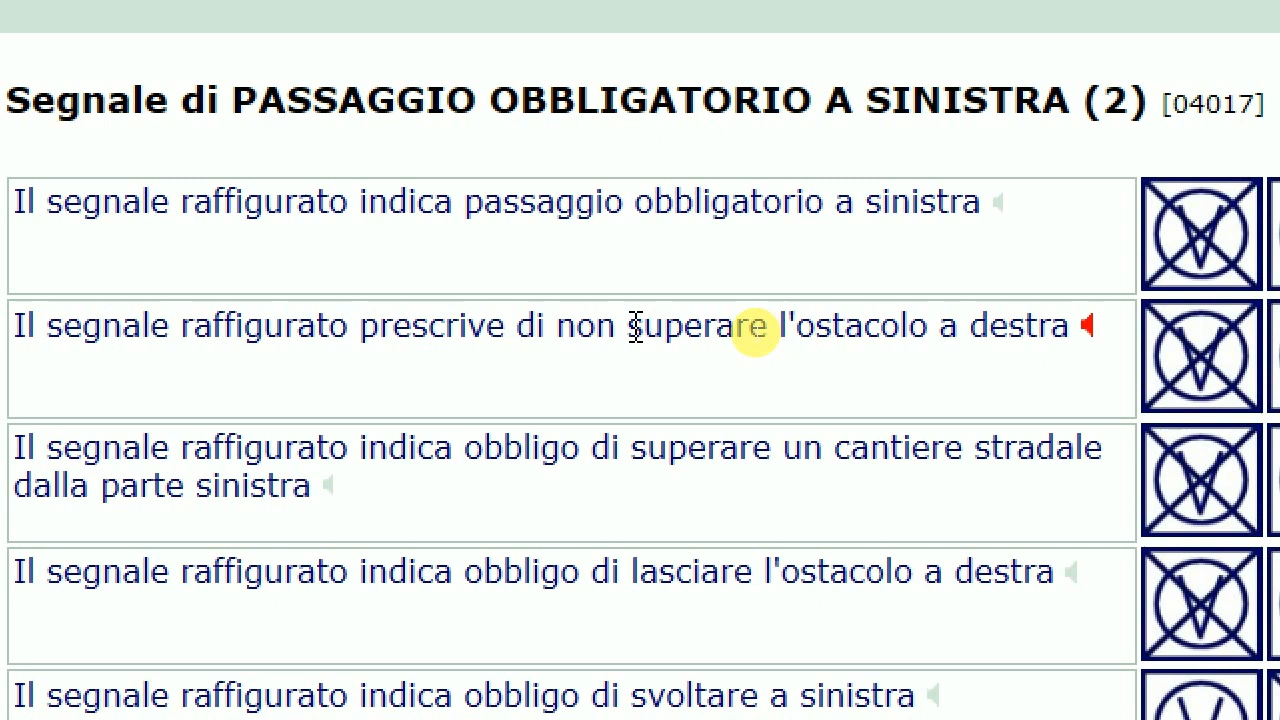 Segnale di PASSAGGIO OBBLIGATORIO A SINISTRA (2) [04017]
Il segnale raffigurato indica passaggio obbligatorio a sinistra
V
Il segnale raffigurato prescrive di non superare l'ostacolo a destra
V
Il segnale raffigurato indica obbligo di superare un cantiere stradale
dalla parte sinistra
V
Il segnale raffigurato indica obbligo di lasciare l'ostacolo a destra
V
Il segnale raffigurato indica obbligo di svoltare a sinistra
V